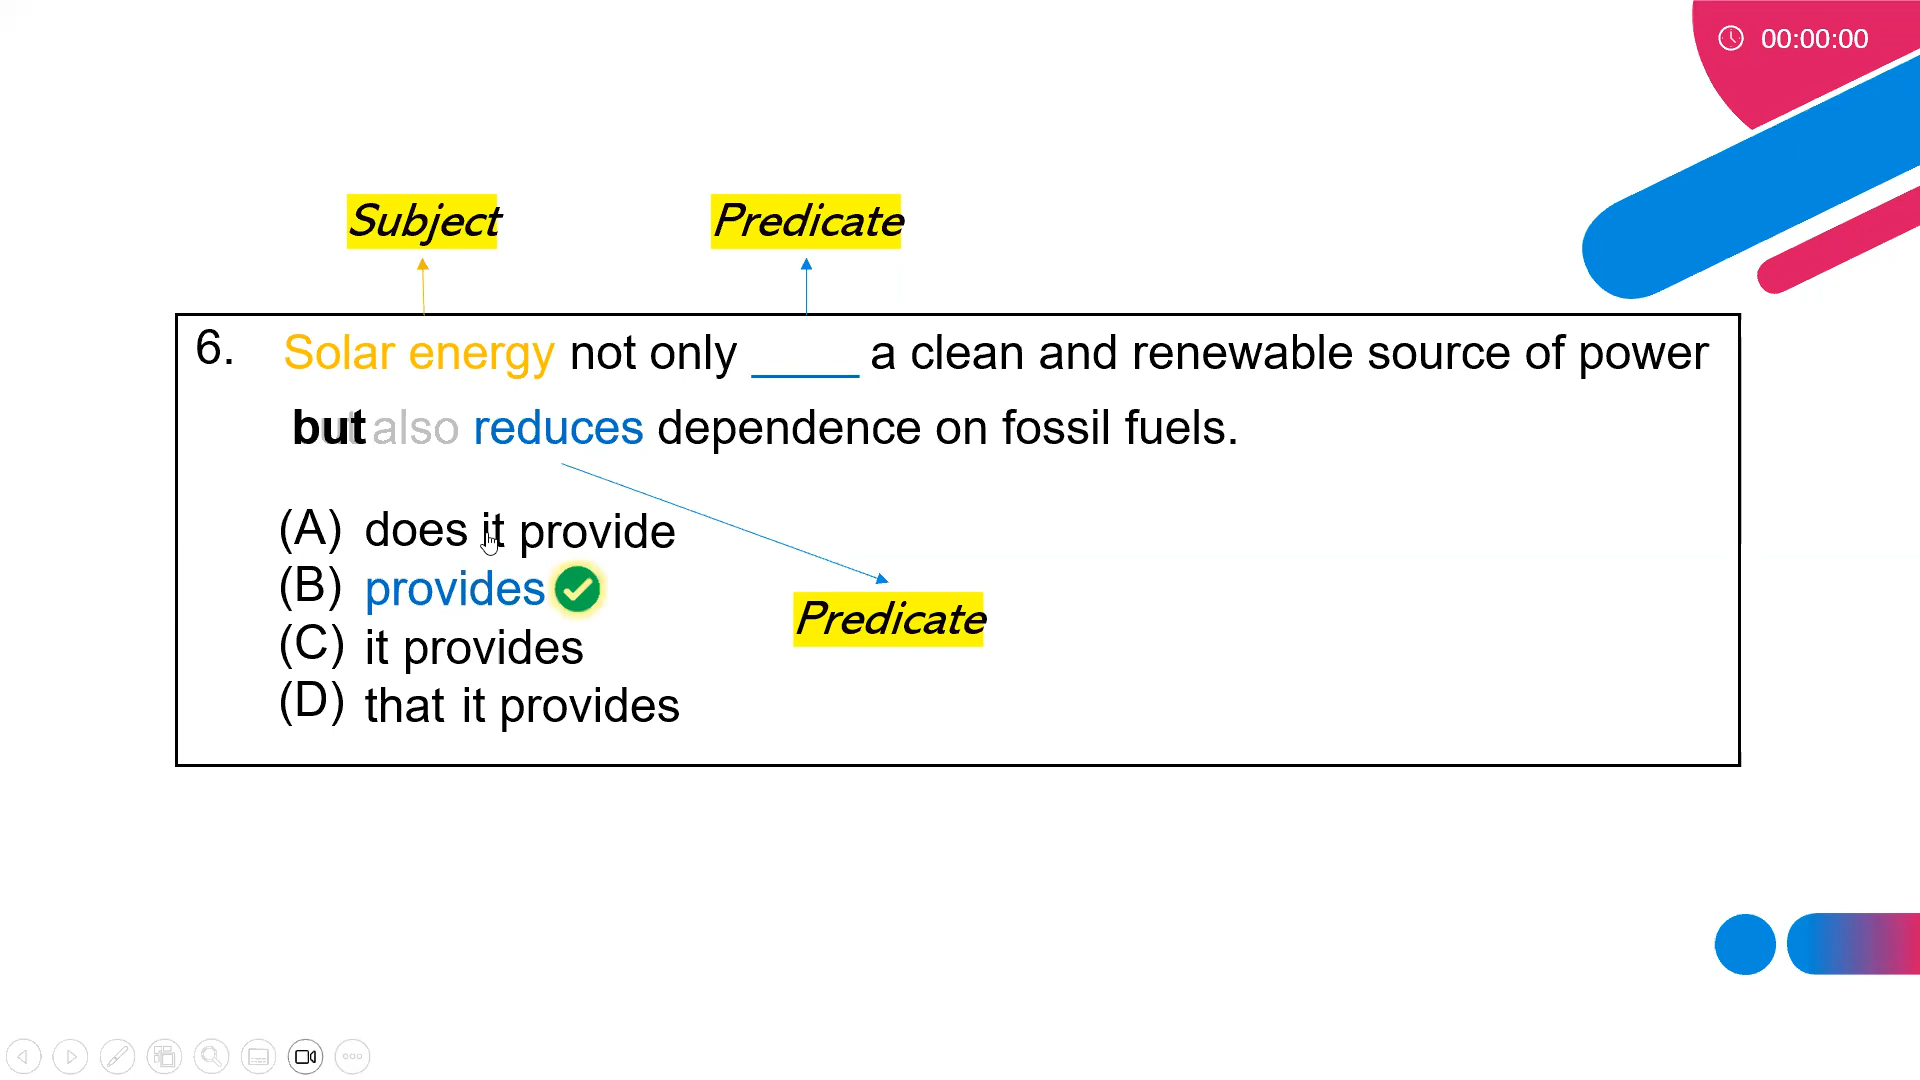 00:00:00
Subject Predicate
6. Solar energy not only _____ a clean and renewable source of power
but also reduces dependence on fossil fuels.
(A) does it provide
(B) provides
(C) it provides
(D) that it provides
Predicate